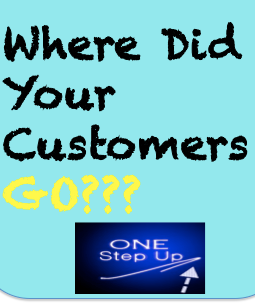 Where Did
Your
Customers
GO???
ONE
Step Up